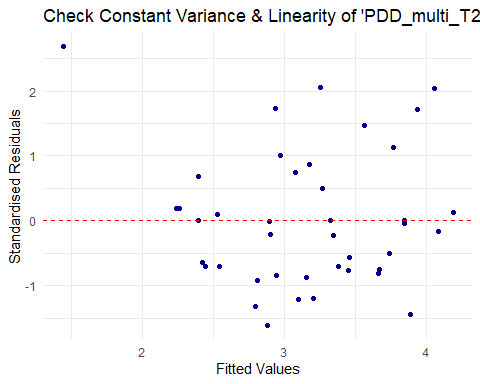 Check Constant Variance & Linearity of 'PDD_multi_T2
2
1
0
-1
2
3
4
Standardised Residuals
Fitted Values